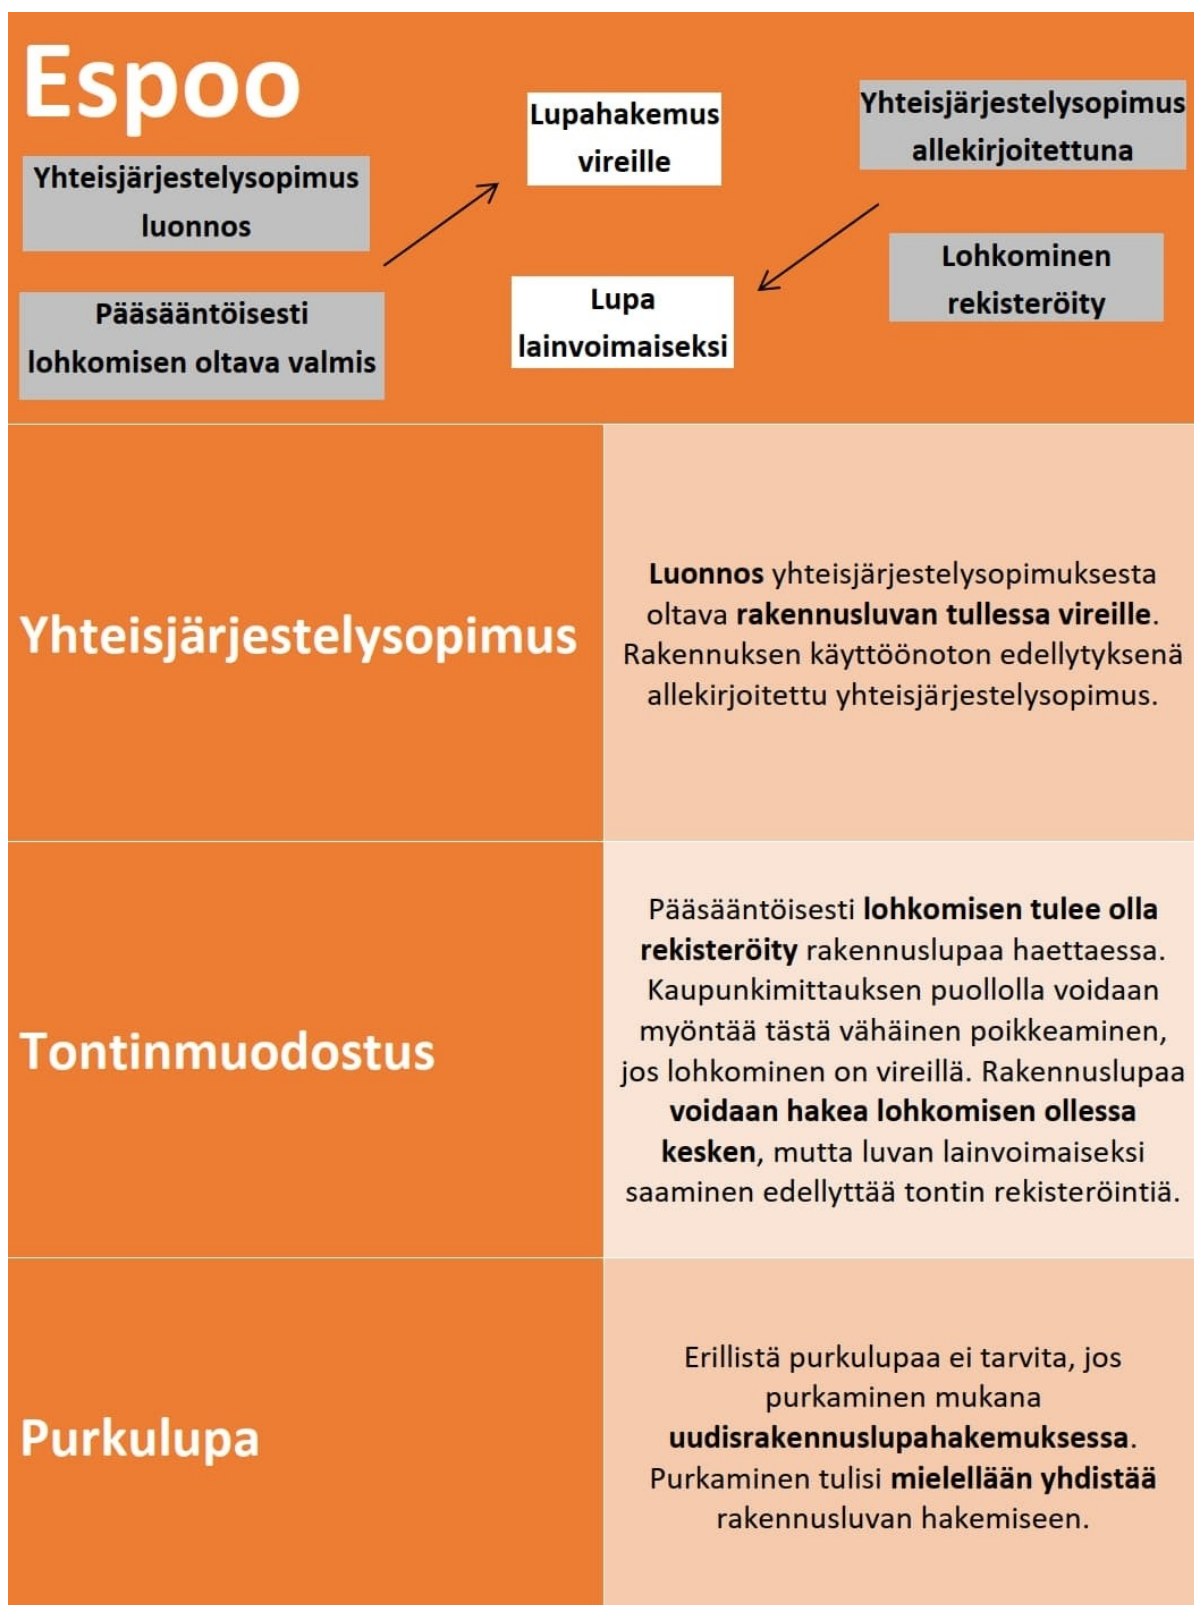 Espoo
Yhteisjärjestelysopimus
luonnos
Pääsääntöisesti
lohkomisen oltava valmis
Lupahakemus
vireille
Lupa
lainvoimaiseksi
Yhteisjärjestelysopimus
allekirjoitettuna
Lohkominen
rekisteröity
Yhteisjärjestelysopimus
Luonnos yhteisjärjestelysopimuksesta
oltava rakennusluvan tullessa vireille.
Rakennuksen käyttöönoton edellytyksenä
allekirjoitettu yhteisjärjestelysopimus.
Tontinmuodostus
Pääsääntöisesti lohkomisen tulee olla
rekisteröity rakennuslupaa haettaessa.
Kaupunkimittauksen puollolla voidaan
myöntää tästä vähäinen poikkeaminen,
jos lohkominen on vireillä. Rakennuslupaa
voidaan hakea lohkomisen ollessa
kesken, mutta luvan lainvoimaiseksi
saaminen edellyttää tontin rekisteröintiä.
Purkulupa
Erillistä purkulupaa ei tarvita, jos
purkaminen mukana
uudisrakennuslupahakemuksessa.
Purkaminen tulisi mielellään yhdistää
rakennusluvan hakemiseen.